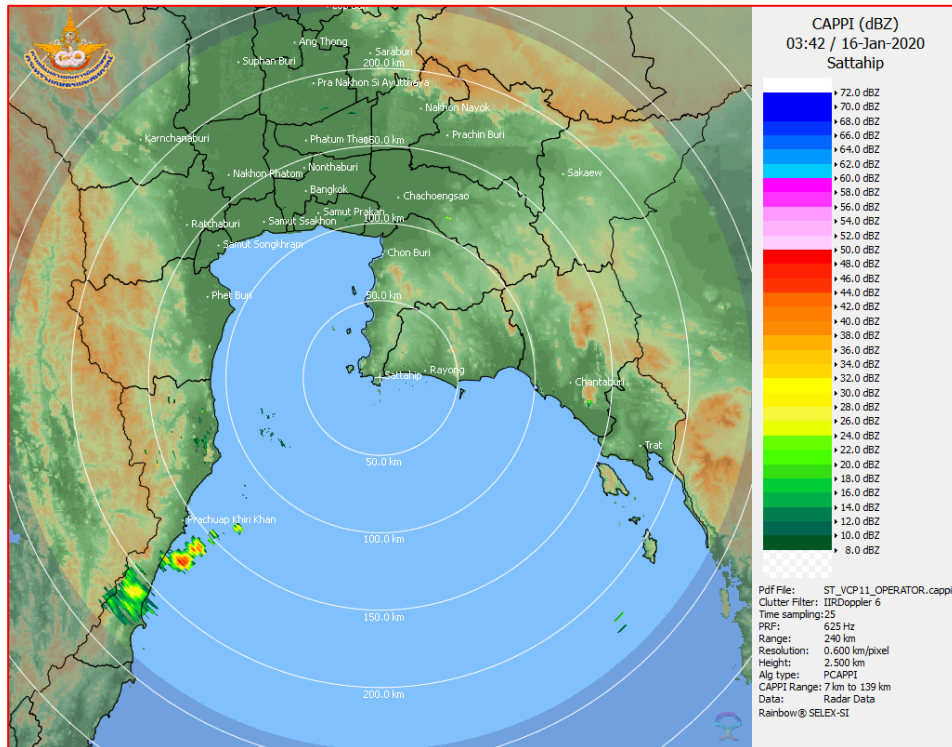 CAPPI (dBZ)
03:42 / 16-Jan-2020
Sattahip
72.0 dBZ
70.0 dBZ
68.0 dBZ
66.0 dBZ
64.0 dBZ
62.0 dBZ
60.0 dBZ
58.0 dBZ
56.0 dBZ
54.0 dBZ
52.0 dBZ
50.0 dBZ
48.0 dBZ
46.0 dBZ
44.0 dBZ
42.0 dBZ
40.0 dBZ
38.0 dBZ
36.0 dBZ
34.0 dBZ
32.0 dBZ
30.0 dBZ
28.0 dBZ
26.0 dBZ
24.0 dBZ
22.0 dBZ
20.0 dBZ
18.0 dBZ
16.0 dBZ
14.0 dBZ
12.0 dBZ
10.0 dBZ
8.0 dBZ
Pdf File: ST_VCP11_OPERATOR.cappi
Clutter Filter: IIRDoppler 6
Time sampling:25
PRF: 625 Hz
Range: 240 km
Resolution: 0.600 km/pixel
Height: 2.500 km
Alg type: PCAPPI
CAPPI Range: 7 km to 139 km
Data: Radar Data
Rainbow® SELEX-SI
Ang Thong
Saraburi
Suphan Buri
200.0 km
Pra Nakhon Si Ayutthaya
Nakhon Nayok
Karnchanaburi
Prachin Buri
Nonthaburi
Nakhon Phatom
Sakaew
Bangkok
Chachoengsao
Samut Prakan
Ratchaburi
Samut Ssakhon
100.0 km
Samut Songkhram
Chon Buri
Phet Buri
50.0 km
Rayong
Sattahip
Chantaburi
Trat
50.0 km
Prachuap Khiri Khan
100.0 km
150.0 km
200.0 km